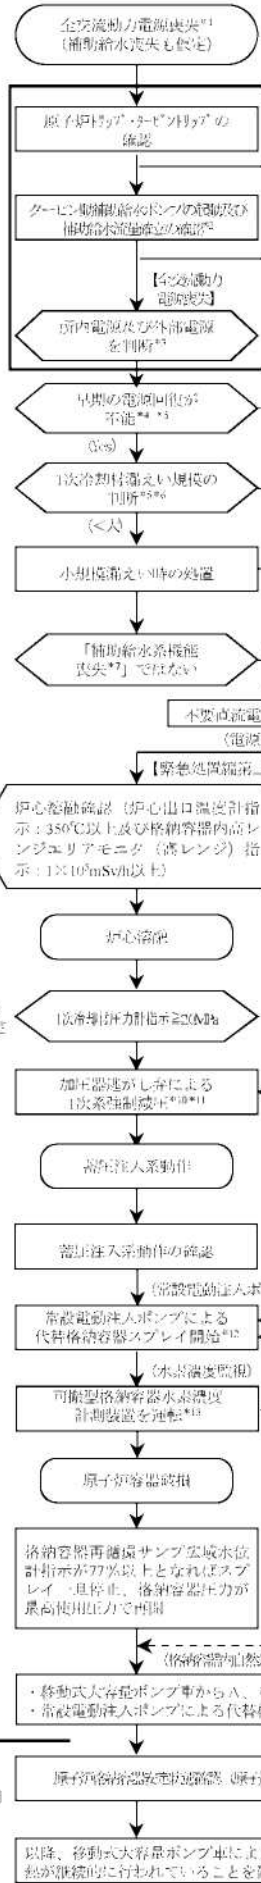 全交流動力電源喪失*1
(補助給水喪失も仮定)
原子炉トリップ・タービントリップの
確認
タービン動補助給水ポンプの起動及び
補助給水流量確立の確認*2
【全交流動力
電源喪失】
所内電源及び外部電源
を判断*3
早期の電源回復が
不能*4 *5
(Yes)
1次冷却材漏えい規模の
判断*5*6
(<大)
小規模漏えい時の処置
「補助給水系機能
喪失*7」ではない
不要直流電
(電源
【緊急処置編第
炉心溶融確認(炉心出口温度計指
示:350℃以上及び格納容器内高レ
ンジエリアモニタ(高レンジ)指
示:1×10⁵mSv/h以上)
炉心溶融
1次冷却材圧力計指示≧2.0MPa
加圧器逃がし弁による
1次系強制減圧*10*11
蓄圧注入系動作
蓄圧注入系動作の確認
(常設電動注入ポ
常設電動注入ポンプによる
代替格納容器スプレイ開始*12
(水素濃度監視)
可搬型格納容器水素濃度
計測装置を運転*13
原子炉容器破損
格納容器再循環サンプ広域水位
計指示が77%以上となればスプ
レイ一旦停止、格納容器圧力が
最高使用圧力で再開
(格納容器内自然
・移動式大容量ポンプ車からA、
・常設電動注入ポンプによる代替
原子炉格納容器安定状態確認(原子
以降、移動式大容量ポンプ車によ
熱が継続的に行われていることを